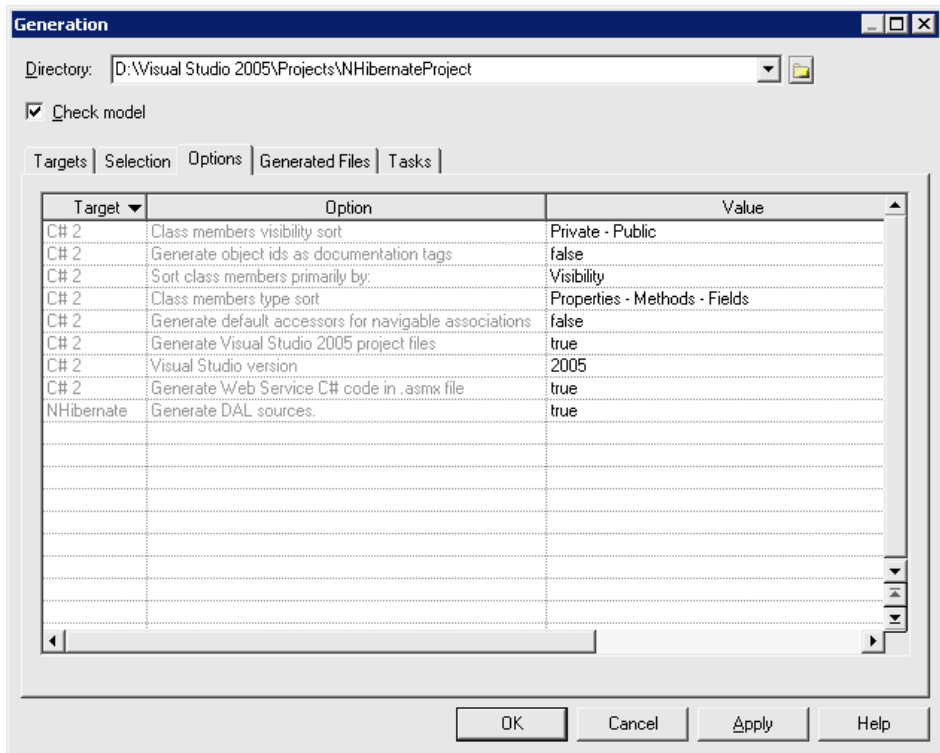 Generation
Directory: D:\Visual Studio 2005\Projects\NHibernateProject
Check model
Targets Selection Options Generated Files Tasks
Target Option Value
C# 2 Class members visibility sort Private - Public
C# 2 Generate object ids as documentation tags false
C# 2 Sort class members primarily by: Visibility
C# 2 Class members type sort Properties - Methods - Fields
C# 2 Generate default accessors for navigable associations false
C# 2 Generate Visual Studio 2005 project files true
C# 2 Visual Studio version 2005
C# 2 Generate Web Service C# code in .asmx file true
NHibernate Generate DAL sources. true
OK Cancel Apply Help